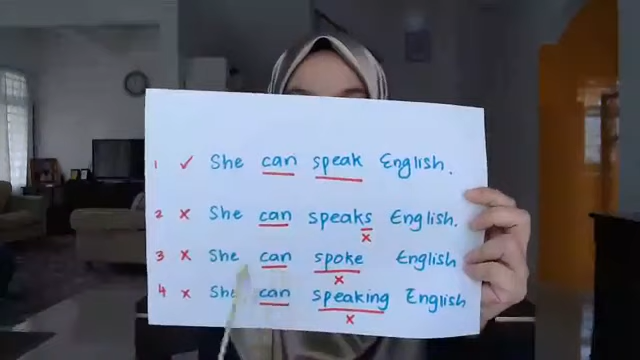 1 ✓ She can speak English.
2 x She can speaks English.
x
3 x She can spoke English
x
4 x She can speaking English
x